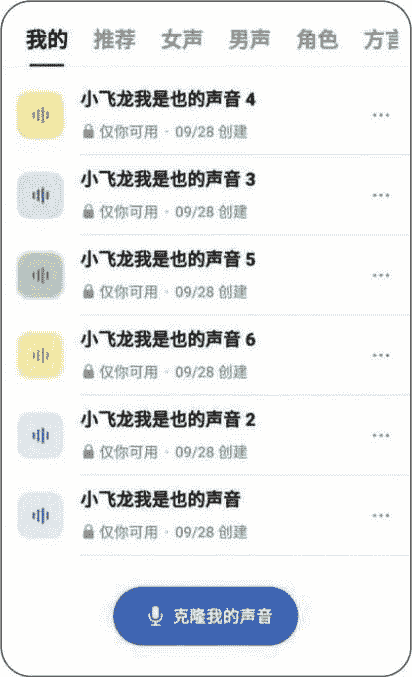 我的 推荐 女声 男声 角色 方言
小飞龙我是也的声音 4
仅你可用 · 09/28 创建
小飞龙我是也的声音 3
仅你可用 · 09/28 创建
小飞龙我是也的声音 5
仅你可用 · 09/28 创建
小飞龙我是也的声音 6
仅你可用 · 09/28 创建
小飞龙我是也的声音 2
仅你可用 · 09/28 创建
小飞龙我是也的声音
仅你可用 · 09/28 创建
克隆我的声音